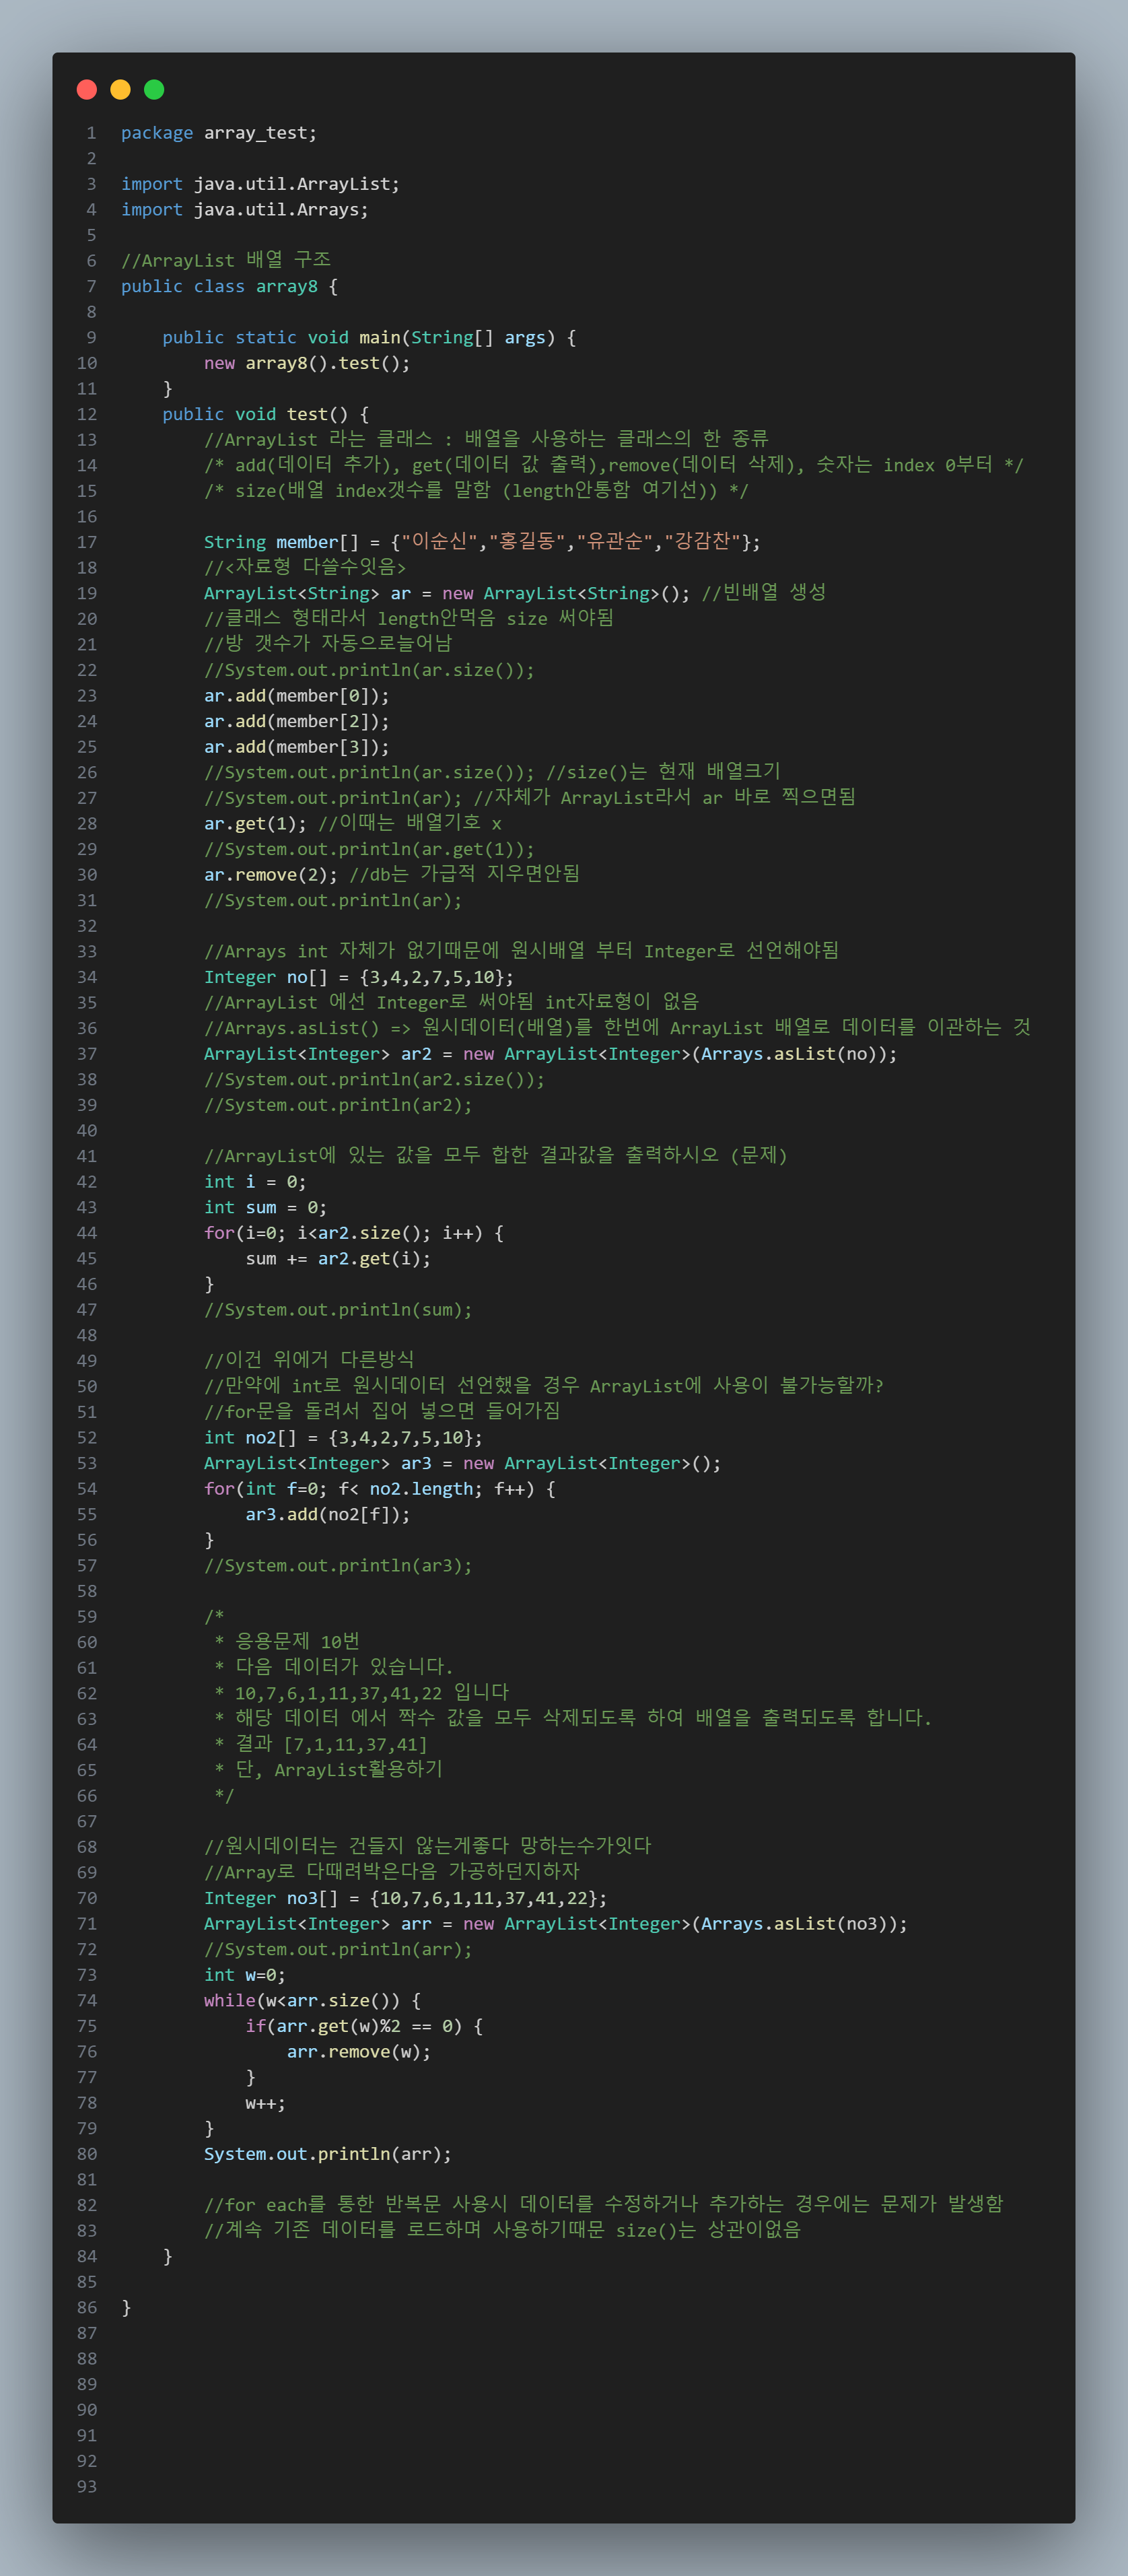 1 package array_test;
2
3 import java.util.ArrayList;
4 import java.util.Arrays;
5
6 //ArrayList 배열 구조
7 public class array8 {
8
9     public static void main(String[] args) {
10         new array8().test();
11     }
12     public void test() {
13         //ArrayList 라는 클래스 : 배열을 사용하는 클래스의 한 종류
14         /* add(데이터 추가), get(데이터 값 출력),remove(데이터 삭제), 숫자는 index 0부터 */
15         /* size(배열 index갯수를 말함 (length안통함 여기선)) */
16
17         String member[] = {"이순신","홍길동","유관순","강감찬"};
18         //<자료형 다쓸수잇음>
19         ArrayList<String> ar = new ArrayList<String>(); //빈배열 생성
20         //클래스 형태라서 length안먹음 size 써야됨
21         //방 갯수가 자동으로늘어남
22         //System.out.println(ar.size());
23         ar.add(member[0]);
24         ar.add(member[2]);
25         ar.add(member[3]);
26         //System.out.println(ar.size()); //size()는 현재 배열크기
27         //System.out.println(ar); //자체가 ArrayList라서 ar 바로 찍으면됨
28         ar.get(1); //이때는 배열기호 x
29         //System.out.println(ar.get(1));
30         ar.remove(2); //db는 가급적 지우면안됨
31         //System.out.println(ar);
32
33         //Arrays int 자체가 없기때문에 원시배열 부터 Integer로 선언해야됨
34         Integer no[] = {3,4,2,7,5,10};
35         //ArrayList 에선 Integer로 써야됨 int자료형이 없음
36         //Arrays.asList() => 원시데이터(배열)를 한번에 ArrayList 배열로 데이터를 이관하는 것
37         ArrayList<Integer> ar2 = new ArrayList<Integer>(Arrays.asList(no));
38         //System.out.println(ar2.size());
39         //System.out.println(ar2);
40
41         //ArrayList에 있는 값을 모두 합한 결과값을 출력하시오 (문제)
42         int i = 0;
43         int sum = 0;
44         for(i=0; i<ar2.size(); i++) {
45             sum += ar2.get(i);
46         }
47         //System.out.println(sum);
48
49         //이건 위에거 다른방식
50         //만약에 int로 원시데이터 선언했을 경우 ArrayList에 사용이 불가능할까?
51         //for문을 돌려서 집어 넣으면 들어가짐
52         int no2[] = {3,4,2,7,5,10};
53         ArrayList<Integer> ar3 = new ArrayList<Integer>();
54         for(int f=0; f< no2.length; f++) {
55             ar3.add(no2[f]);
56         }
57         //System.out.println(ar3);
58
59         /*
60          * 응용문제 10번
61          * 다음 데이터가 있습니다.
62          * 10,7,6,1,11,37,41,22 입니다
63          * 해당 데이터 에서 짝수 값을 모두 삭제되도록 하여 배열을 출력되도록 합니다.
64          * 결과 [7,1,11,37,41]
65          * 단, ArrayList활용하기
66          */
67
68         //원시데이터는 건들지 않는게좋다 망하는수가잇다
69         //Array로 다때려박은다음 가공하던지하자
70         Integer no3[] = {10,7,6,1,11,37,41,22};
71         ArrayList<Integer> arr = new ArrayList<Integer>(Arrays.asList(no3));
72         //System.out.println(arr);
73         int w=0;
74         while(w<arr.size()) {
75             if(arr.get(w)%2 == 0) {
76                 arr.remove(w);
77             }
78             w++;
79         }
80         System.out.println(arr);
81
82         //for each를 통한 반복문 사용시 데이터를 수정하거나 추가하는 경우에는 문제가 발생함
83         //계속 기존 데이터를 로드하며 사용하기때문 size()는 상관이없음
84     }
85
86 }
87
88
89
90
91
92
93